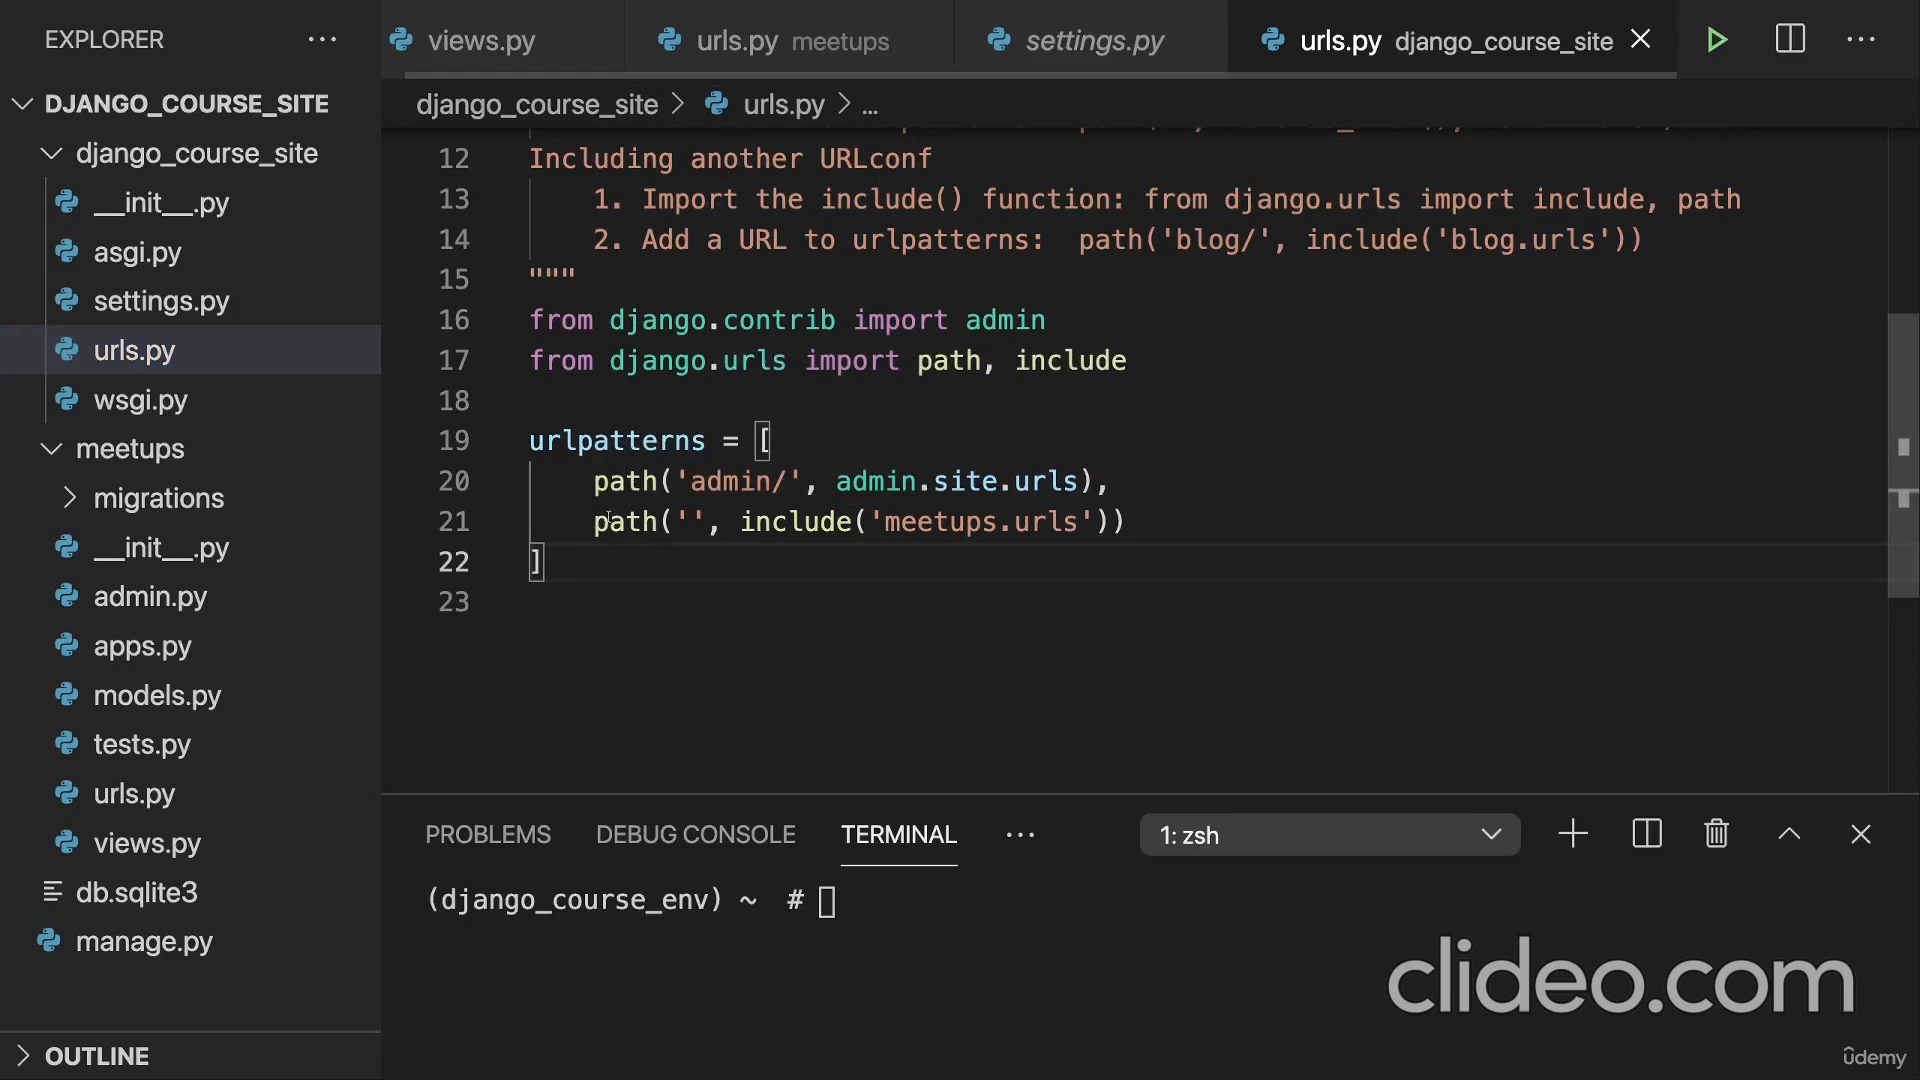 EXPLORER
DJANGO_COURSE_SITE
django_course_site
__init__.py
asgi.py
settings.py
urls.py
wsgi.py
meetups
migrations
__init__.py
admin.py
apps.py
models.py
tests.py
urls.py
views.py
db.sqlite3
manage.py
OUTLINE
views.py
urls.py meetups
settings.py
urls.py django_course_site
django_course_site > urls.py > ...
12 Including another URLconf
13     1. Import the include() function: from django.urls import include, path
14     2. Add a URL to urlpatterns:  path('blog/', include('blog.urls'))
15 """
16 from django.contrib import admin
17 from django.urls import path, include
18
19 urlpatterns = [
20     path('admin/', admin.site.urls),
21     path('', include('meetups.urls'))
22 ]
23
PROBLEMS DEBUG CONSOLE TERMINAL ... 1: zsh
(django_course_env) ~ #
clideo.com
ûdemy